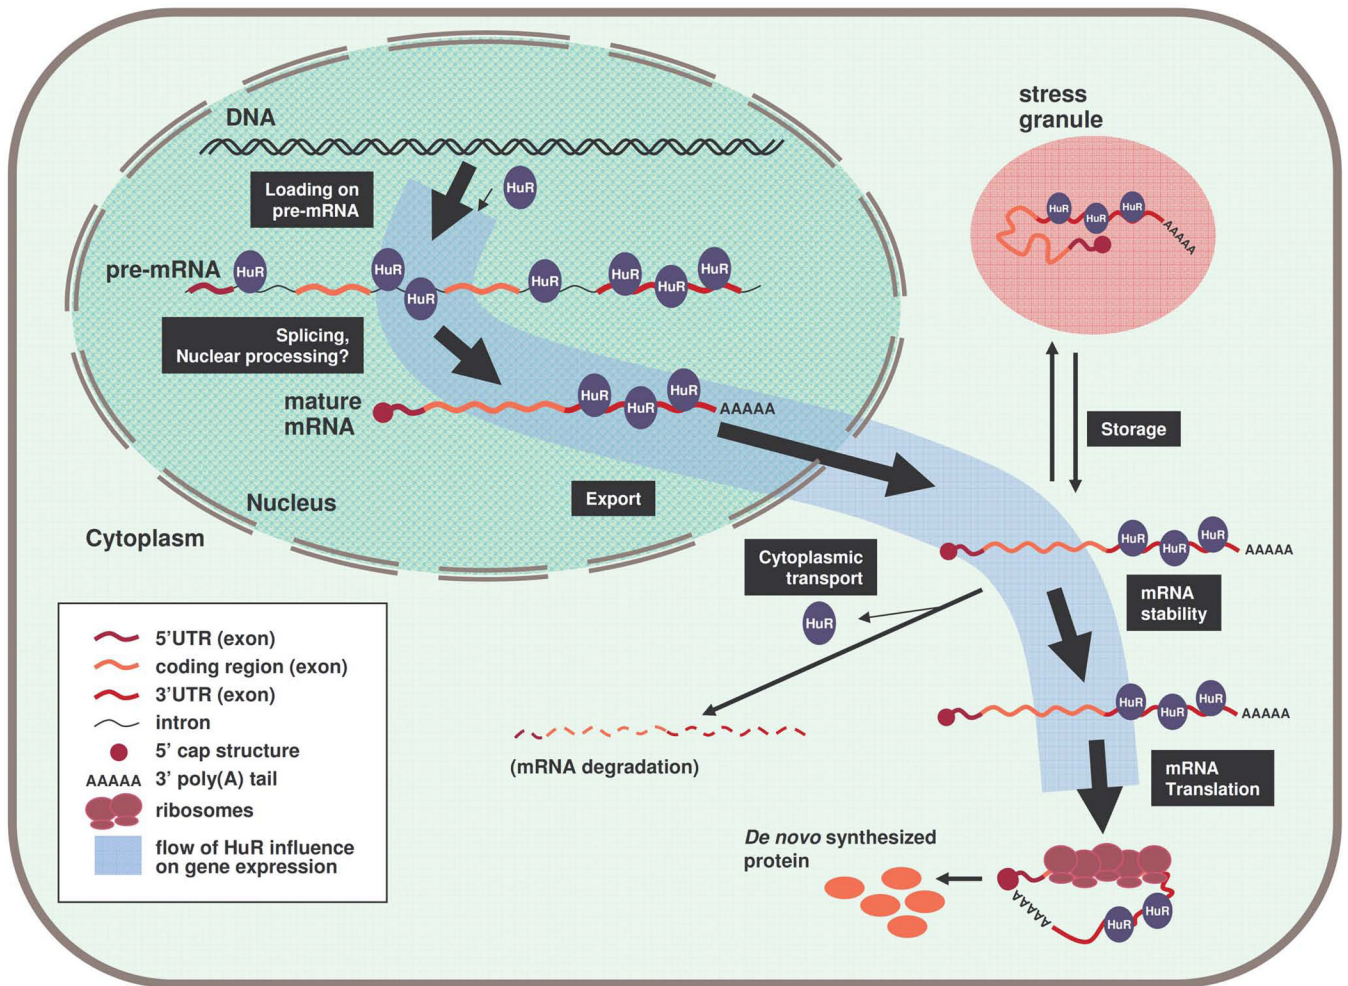 DNA
Loading on
pre-mRNA
HuR
pre-mRNA
HuR
HuR
HuR
HuR
HuR
HuR
HuR
Splicing,
Nuclear processing?
mature
mRNA
HuR
HuR
HuR
AAAAA
Export
Nucleus
Cytoplasm
stress
granule
HuR
HuR
HuR
AAAAA
Storage
HuR
HuR
HuR
AAAAA
Cytoplasmic
transport
HuR
mRNA
stability
HuR
HuR
HuR
AAAAA
(mRNA degradation)
mRNA
Translation
De novo synthesized
protein
AAAAA
HuR
HuR
5'UTR (exon)
coding region (exon)
3'UTR (exon)
intron
5' cap structure
AAAAA 3' poly(A) tail
ribosomes
flow of HuR influence
on gene expression